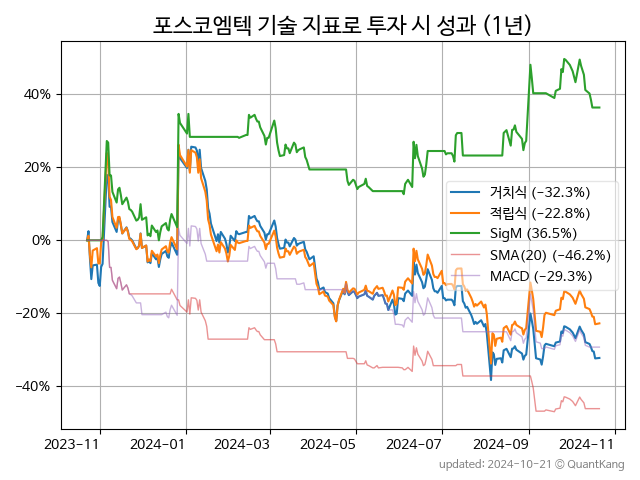 포스코엠텍 기술 지표로 투자 시 성과 (1년)
40%
20%
0%
−20%
−40%
거치식 (−32.3%)
적립식 (−22.8%)
SigM (36.5%)
SMA(20) (−46.2%)
MACD (−29.3%)
2023-11
2024-01
2024-03
2024-05
2024-07
2024-09
2024-11
updated: 2024-10-21 © QuantKang